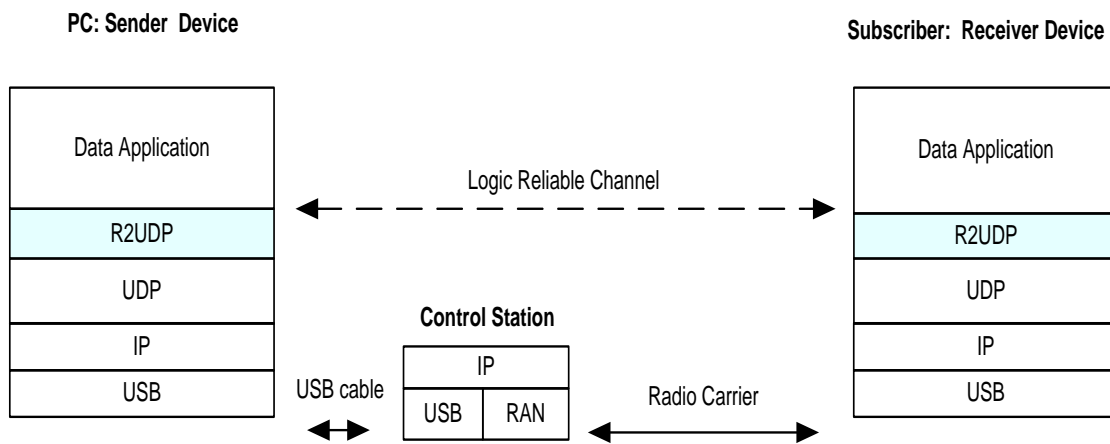 PC: Sender Device
Subscriber: Receiver Device
Data Application
R2UDP
UDP
IP
USB
Logic Reliable Channel
Control Station
IP
USB RAN
USB cable
Radio Carrier
Data Application
R2UDP
UDP
IP
USB